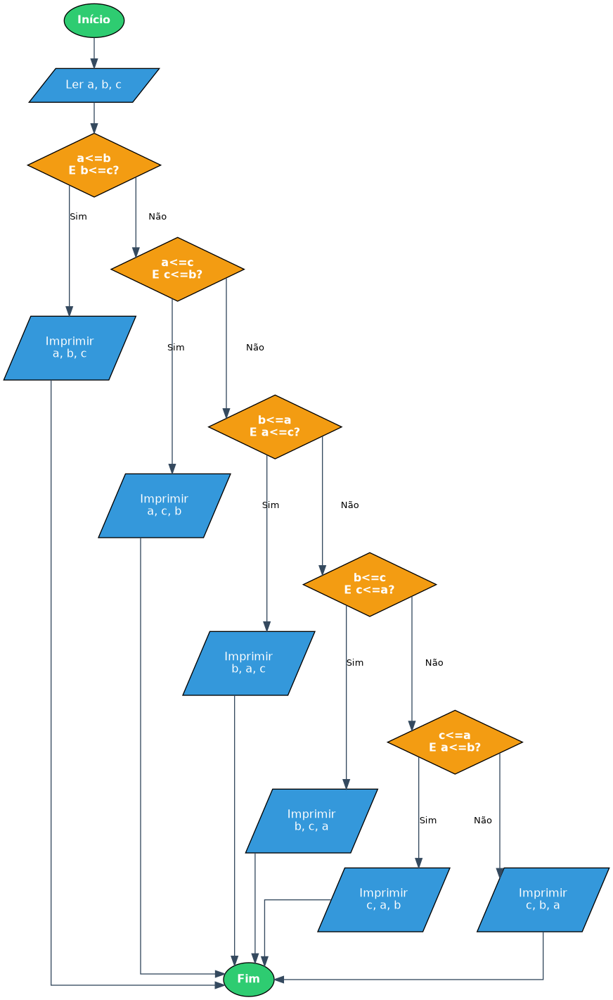 Início
Ler a, b, c
a<=b
E b<=c?
Sim
Não
a<=c
E c<=b?
Imprimir
a, b, c
Sim
Não
b<=a
E a<=c?
Imprimir
a, c, b
Sim
Não
b<=c
E c<=a?
Imprimir
b, a, c
Sim
Não
c<=a
E a<=b?
Imprimir
b, c, a
Sim
Não
Imprimir
c, a, b
Imprimir
c, b, a
Fim